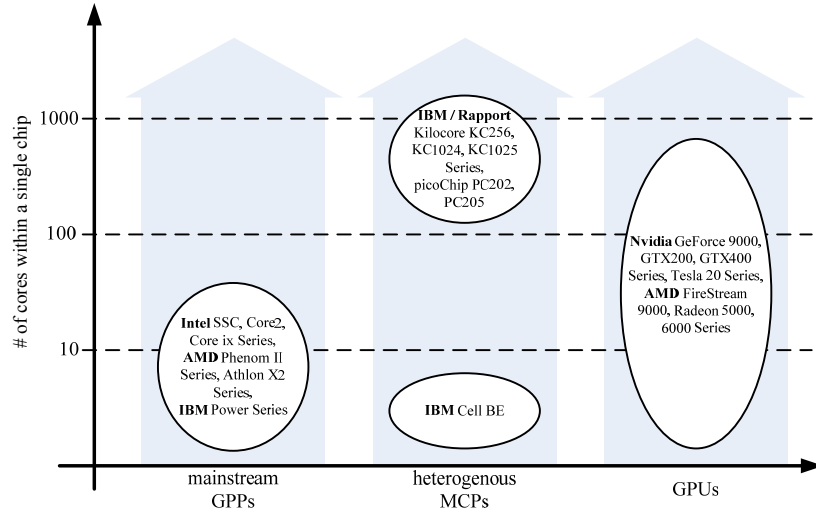 # of cores within a single chip
1000
100
10
1
Intel SSC, Core2,
Core ix Series,
AMD Phenom II
Series, Athlon X2
Series,
IBM Power Series
IBM / Rapport
Kilocore KC256,
KC1024, KC1025
Series,
picoChip PC202,
PC205
IBM Cell BE
Nvidia GeForce 9000,
GTX200, GTX400
Series, Tesla 20 Series,
AMD FireStream
9000, Radeon 5000,
6000 Series
mainstream
GPPs
heterogenous
MCPs
GPUs